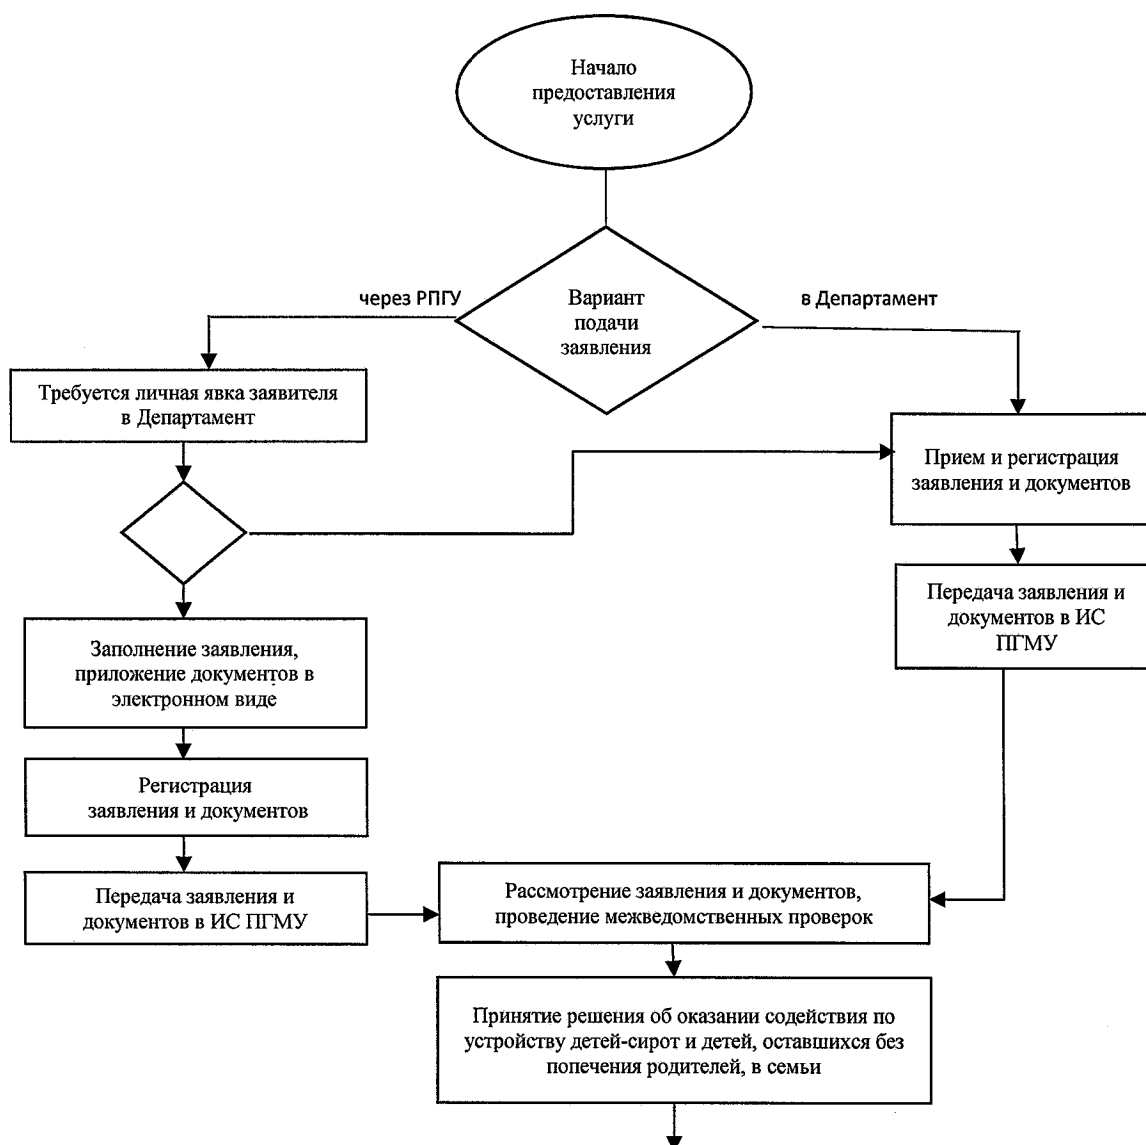 Начало
предоставления
услуги
через РПГУ
Вариант
подачи
заявления
в Департамент
Требуется личная явка заявителя
в Департамент
Прием и регистрация
заявления и документов
Передача заявления и
документов в ИС
ПГМУ
Заполнение заявления,
приложение документов в
электронном виде
Регистрация
заявления и документов
Передача заявления и
документов в ИС ПГМУ
Рассмотрение заявления и документов,
проведение межведомственных проверок
Принятие решения об оказании содействия по
устройству детей-сирот и детей, оставшихся без
попечения родителей, в семьи